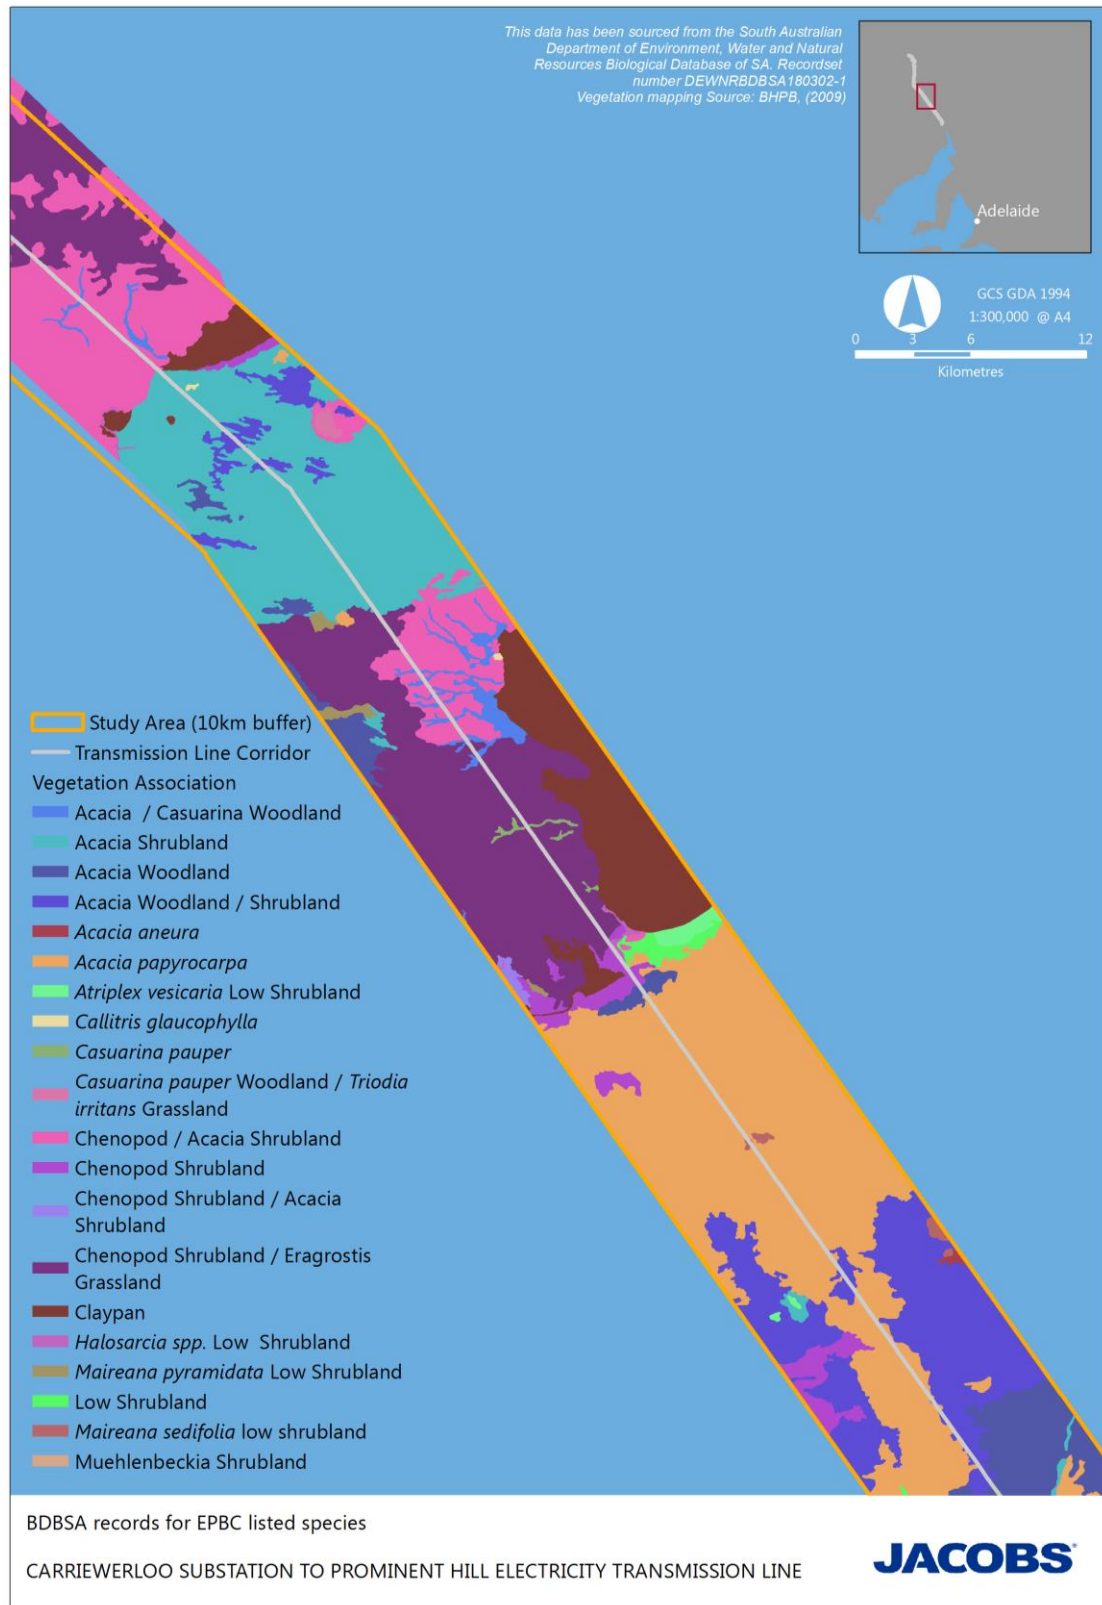 This data has been sourced from the South Australian
Department of Environment, Water and Natural
Resources Biological Database of SA. Recordset
number DEWNRBDBSA180302-1
Vegetation mapping Source: BHPB, (2009)
Adelaide
GCS GDA 1994
1:300,000 @ A4
0 3 6 12
Kilometres
Study Area (10km buffer)
Transmission Line Corridor
Vegetation Association
Acacia / Casuarina Woodland
Acacia Shrubland
Acacia Woodland
Acacia Woodland / Shrubland
Acacia aneura
Acacia papyrocarpa
Atriplex vesicaria Low Shrubland
Callitris glaucophylla
Casuarina pauper
Casuarina pauper Woodland / Triodia
irritans Grassland
Chenopod / Acacia Shrubland
Chenopod Shrubland
Chenopod Shrubland / Acacia
Shrubland
Chenopod Shrubland / Eragrostis
Grassland
Claypan
Halosarcia spp. Low Shrubland
Maireana pyramidata Low Shrubland
Low Shrubland
Maireana sedifolia low shrubland
Muehlenbeckia Shrubland
BDBSA records for EPBC listed species
CARRIEWERLOO SUBSTATION TO PROMINENT HILL ELECTRICITY TRANSMISSION LINE
JACOBS